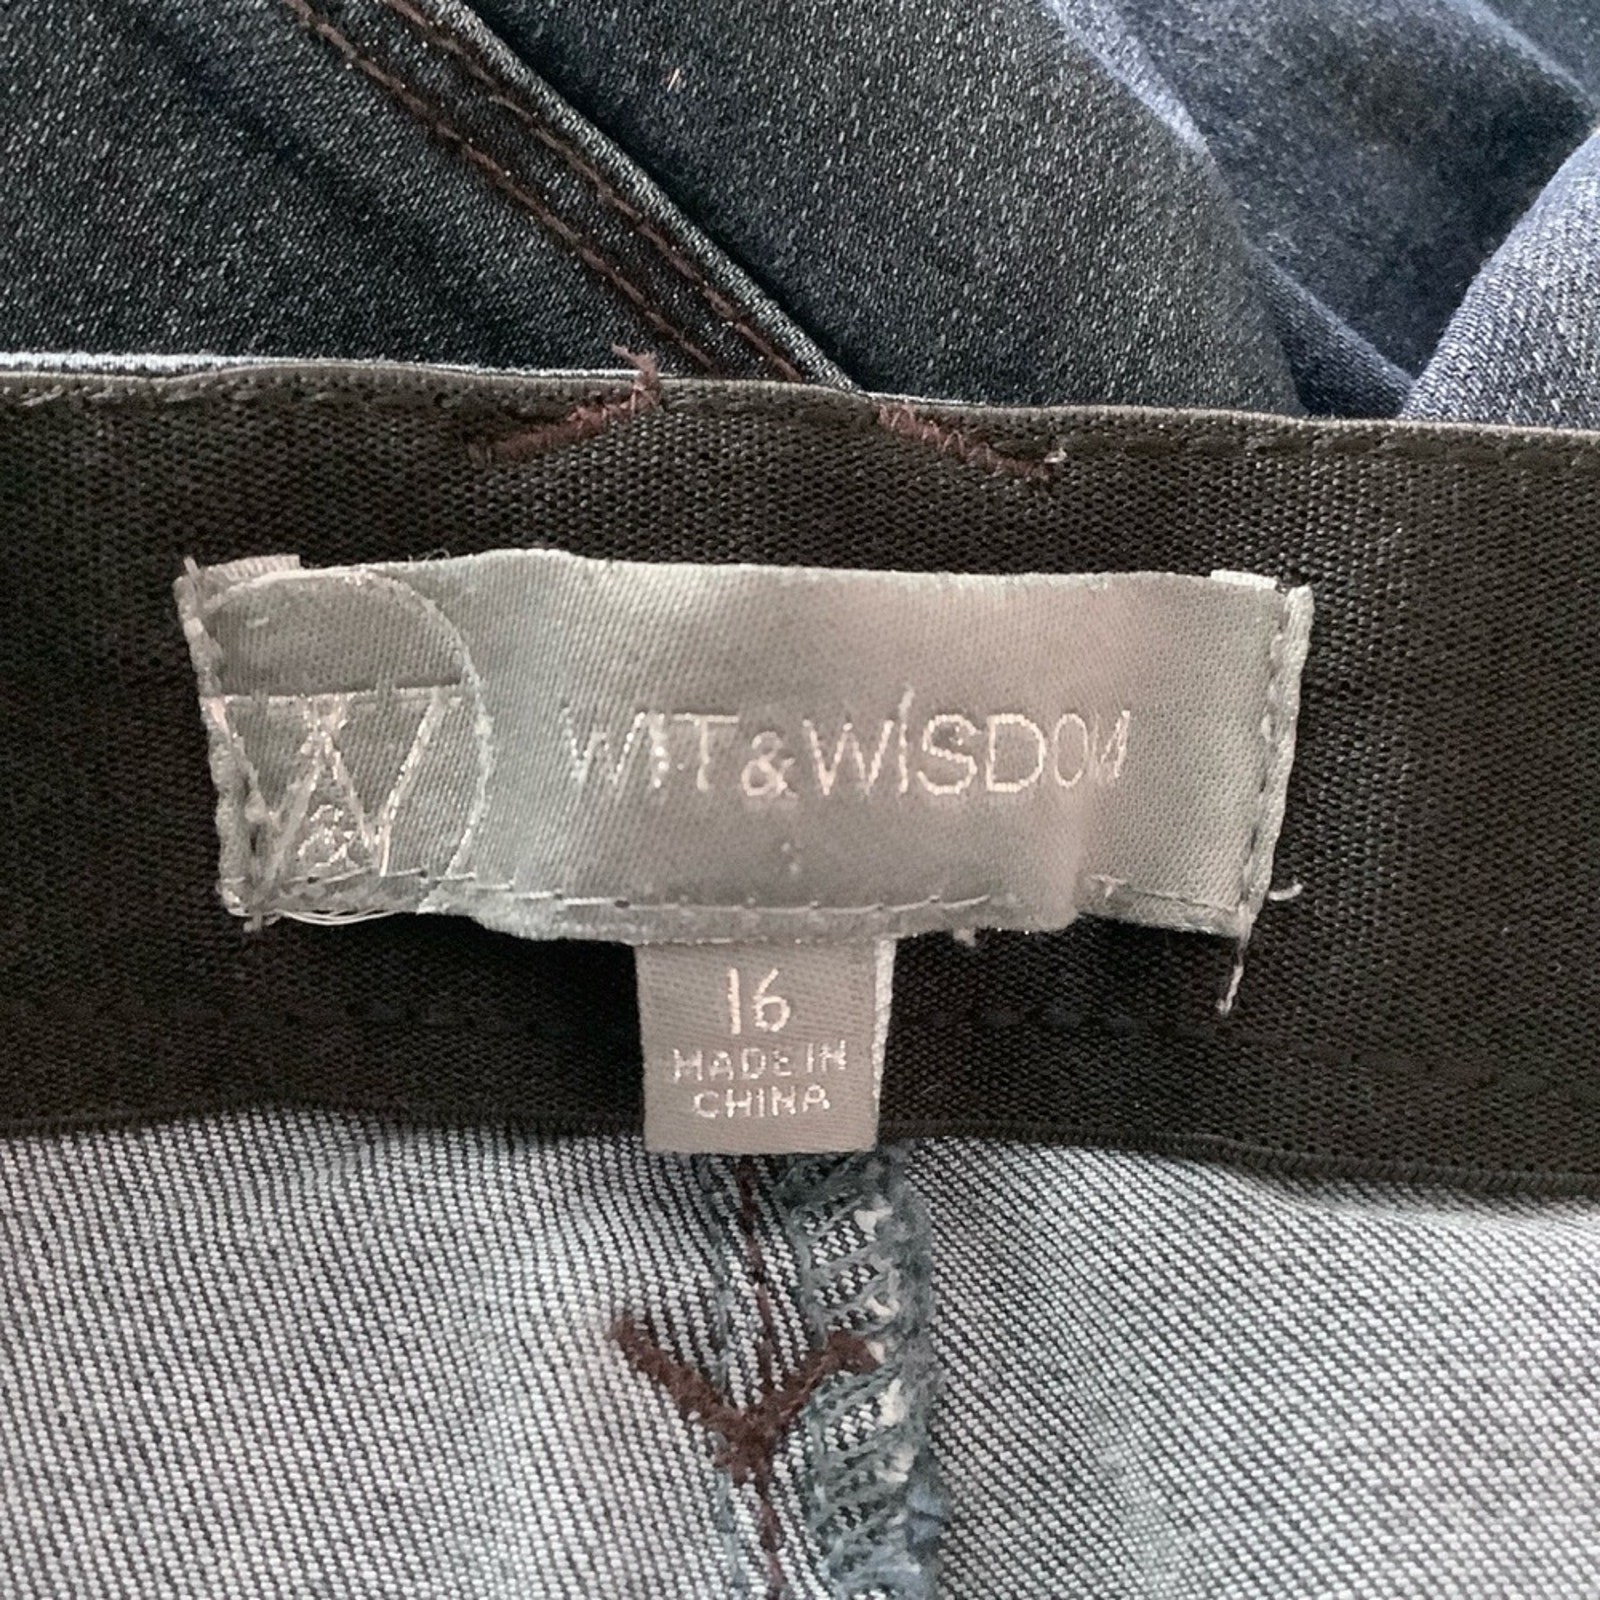 W
&
WIT & WISDOM
16
MADE IN
CHINA